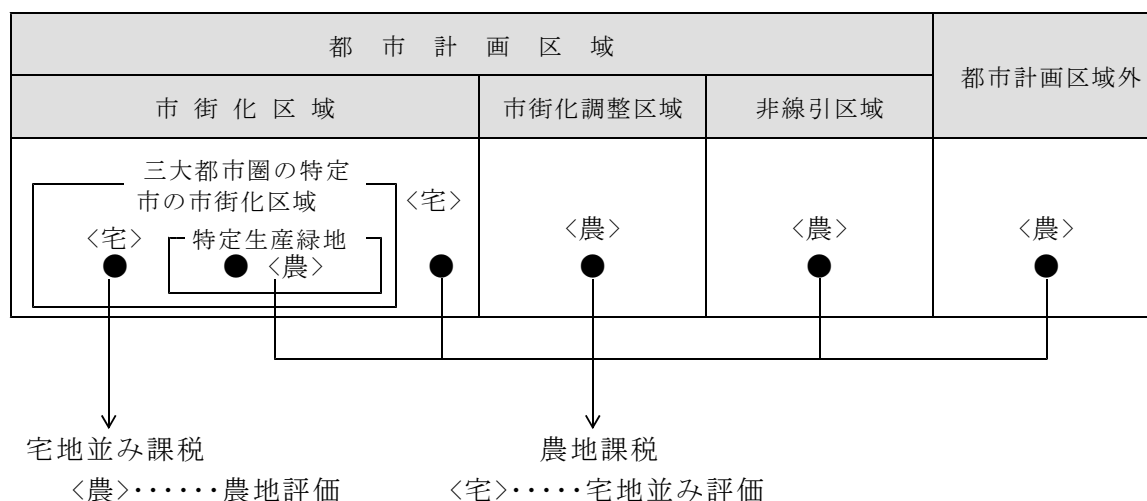 都 市 計 画 区 域
都市計画区域外
市 街 化 区 域
市街化調整区域
非線引区域
三大都市圏の特定
市の市街化区域
<宅>
<宅>
特定生産緑地
<農>
<農>
<農>
<農>
宅地並み課税
農地課税
<農>‥‥‥農地評価
<宅>‥‥‥宅地並み評価